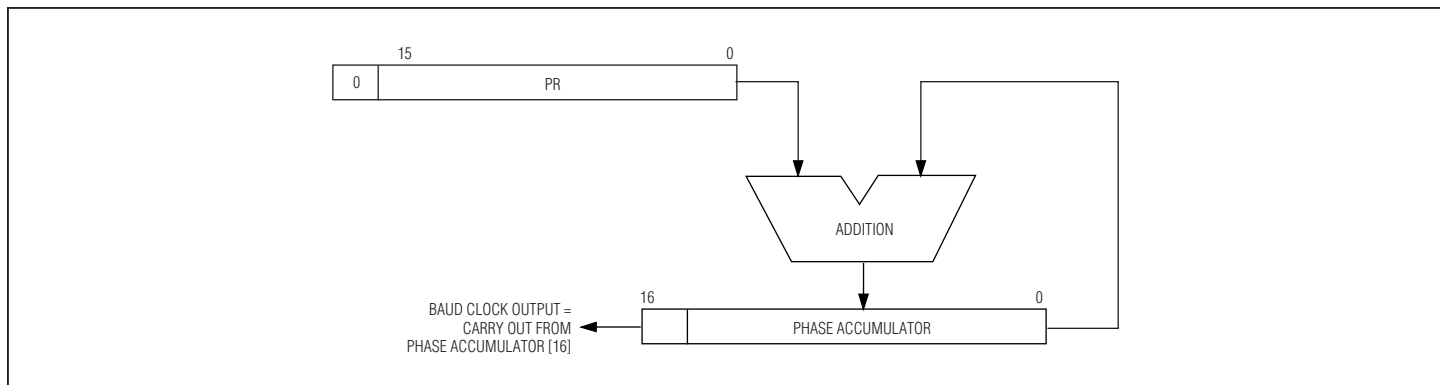 15 0
0 PR
ADDITION
16 0
BAUD CLOCK OUTPUT =
CARRY OUT FROM
PHASE ACCUMULATOR [16]
PHASE ACCUMULATOR